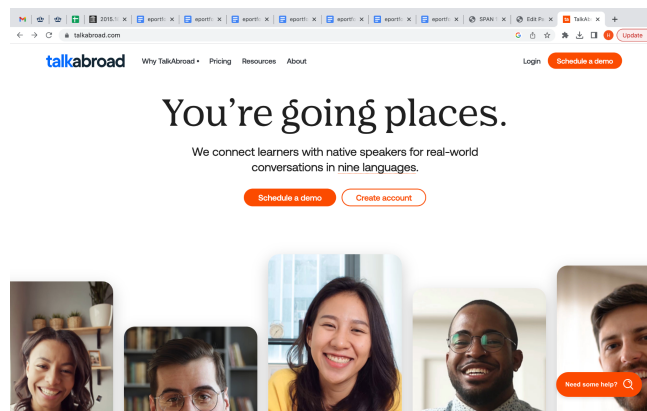 2015.
eportf
eportf
eportf
eportf
eportf
eportf
eportf
SPAN
Edit P
TalkAb
talkabroad.com
H
Update
talkabroad
Why TalkAbroad
Pricing
Resources
About
Login
Schedule a demo
You're going places.
We connect learners with native speakers for real-world
conversations in nine languages.
Schedule a demo
Create account
Need some help?